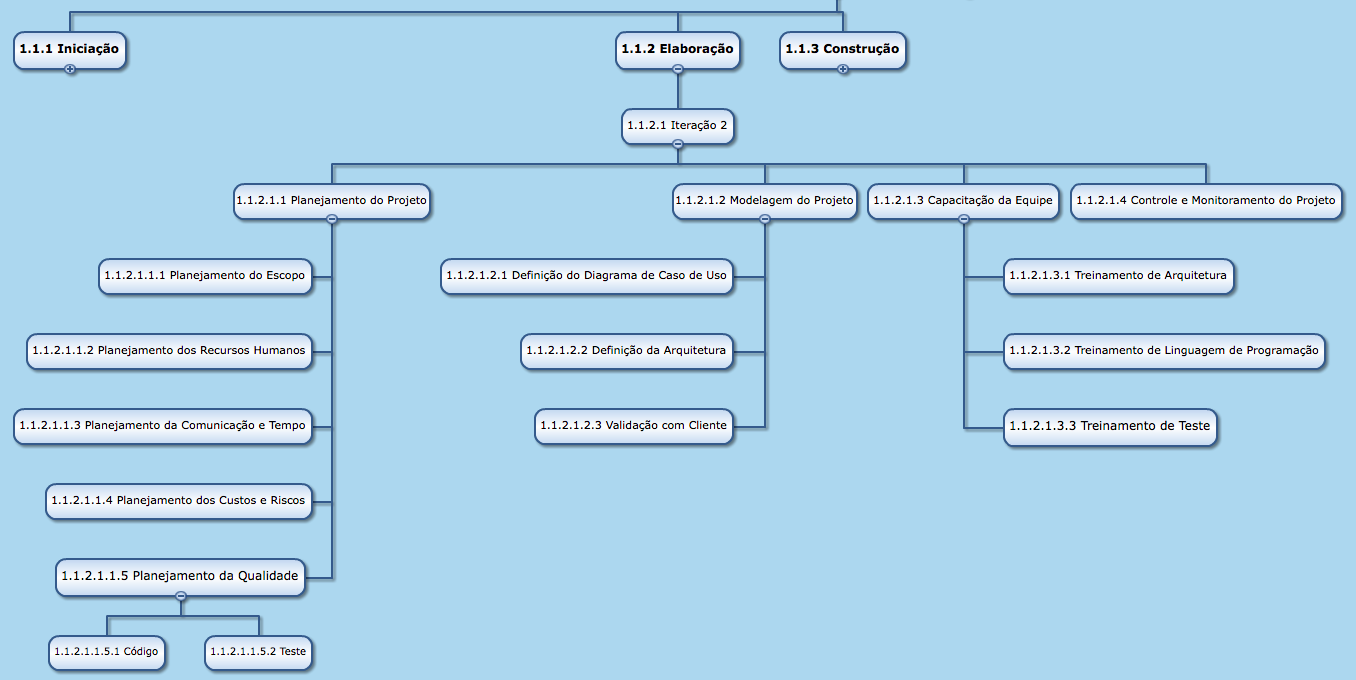 1.1.1 Iniciação
1.1.2 Elaboração
1.1.3 Construção
1.1.2.1 Iteração 2
1.1.2.1.1 Planejamento do Projeto
1.1.2.1.2 Modelagem do Projeto
1.1.2.1.3 Capacitação da Equipe
1.1.2.1.4 Controle e Monitoramento do Projeto
1.1.2.1.1.1 Planejamento do Escopo
1.1.2.1.2.1 Definição do Diagrama de Caso de Uso
1.1.2.1.3.1 Treinamento de Arquitetura
1.1.2.1.1.2 Planejamento dos Recursos Humanos
1.1.2.1.2.2 Definição da Arquitetura
1.1.2.1.3.2 Treinamento de Linguagem de Programação
1.1.2.1.1.3 Planejamento da Comunicação e Tempo
1.1.2.1.2.3 Validação com Cliente
1.1.2.1.3.3 Treinamento de Teste
1.1.2.1.1.4 Planejamento dos Custos e Riscos
1.1.2.1.1.5 Planejamento da Qualidade
1.1.2.1.1.5.1 Código
1.1.2.1.1.5.2 Teste